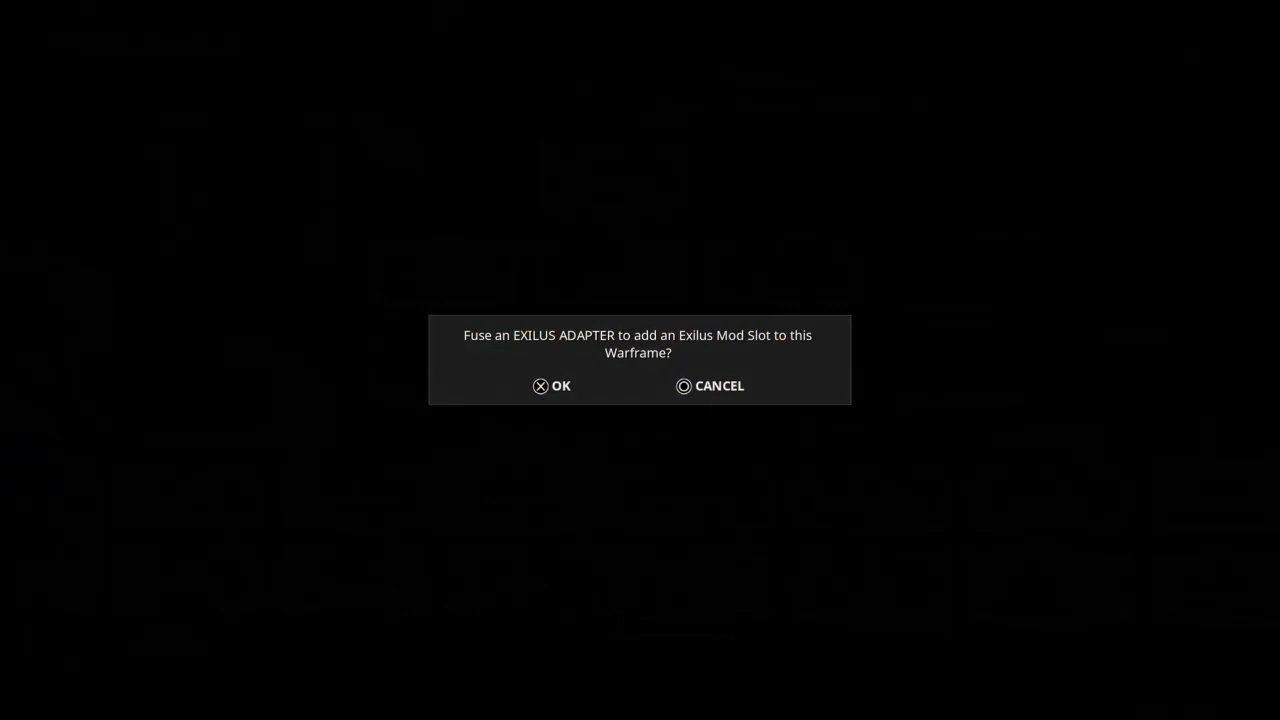 Fuse an EXILUS ADAPTER to add an Exilus Mod Slot to this
Warframe?
OK CANCEL